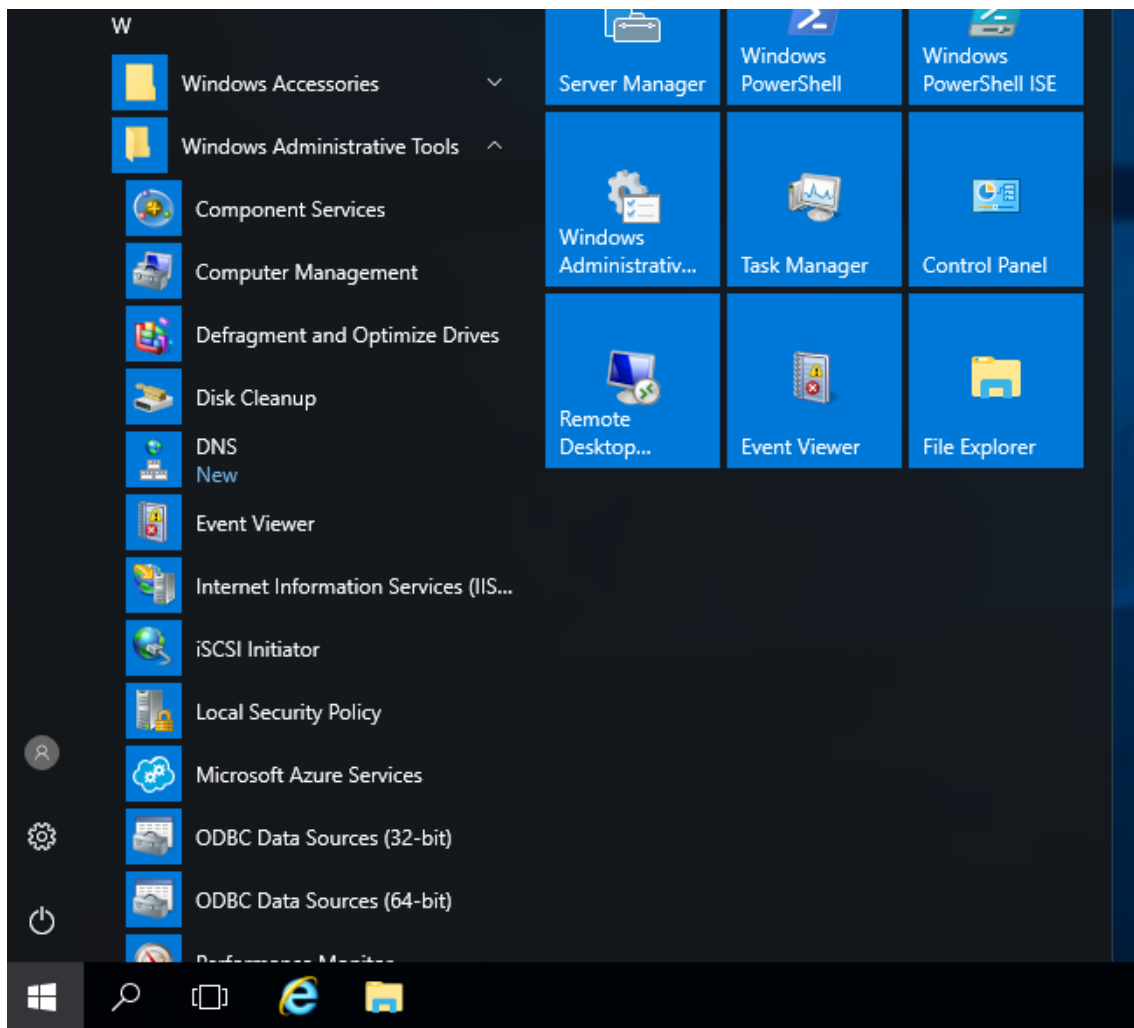 W
Windows Accessories
Windows Administrative Tools
Component Services
Computer Management
Defragment and Optimize Drives
Disk Cleanup
DNS
New
Event Viewer
Internet Information Services (IIS...
iSCSI Initiator
Local Security Policy
Microsoft Azure Services
ODBC Data Sources (32-bit)
ODBC Data Sources (64-bit)
Performance Monitor
Server Manager
Windows
PowerShell
Windows
PowerShell ISE
Windows
Administrativ...
Task Manager
Control Panel
Remote
Desktop...
Event Viewer
File Explorer